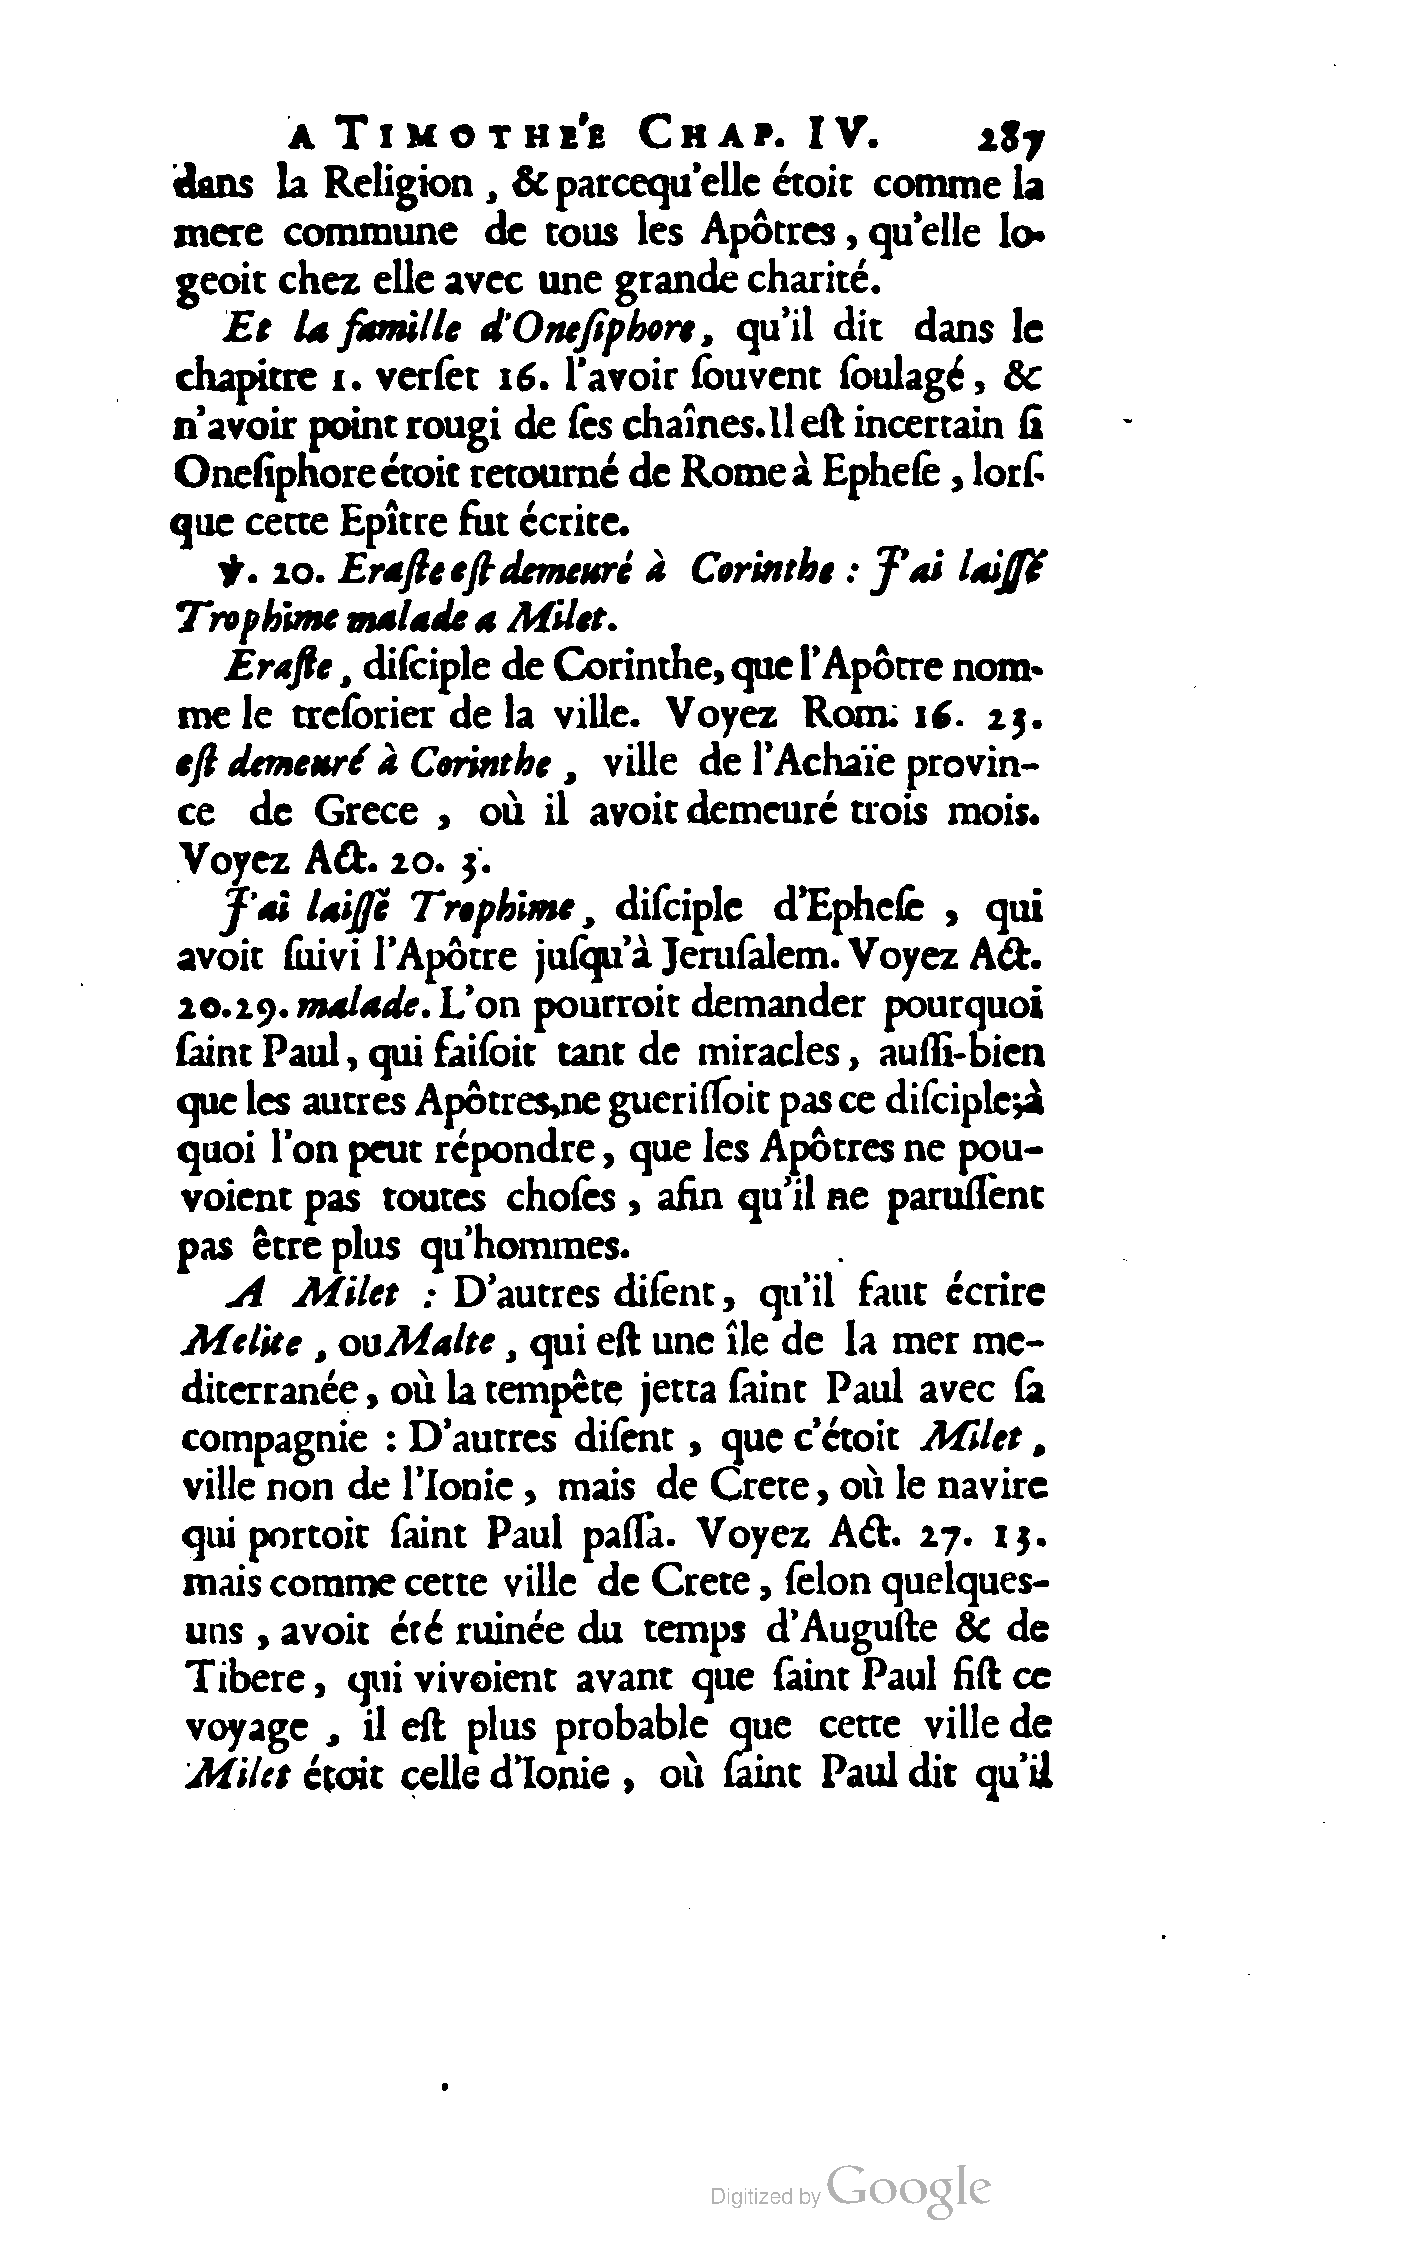 A TIMOTHE'E CHAP. IV. 287
dans la Religion , & parcequ'elle étoit comme la
mere commune de tous les Apôtres , qu'elle lo-
geoit chez elle avec une grande charité.
Et la famille d'Oneſiphore, qu'il dit dans le
chapitre 1. verſet 16. l'avoir ſouvent ſoulagé, &
n'avoir point rougi de ſes chaînes. Il eſt incertain ſi
Oneſiphore étoit retourné de Rome à Epheſe , lorſ-
que cette Epître fut écrite.
℣. 20. Eraſte eſt demeuré à Corinthe : J'ai laiſſé
Trophime malade a Milet.
Eraſte, diſciple de Corinthe, que l'Apôtre nom-
me le treſorier de la ville. Voyez Rom. 16. 23.
eſt demeuré à Corinthe, ville de l'Achaïe provin-
ce de Grece , où il avoit demeuré trois mois.
Voyez Act. 20. 3.
J'ai laiſſé Trophime, diſciple d'Epheſe , qui
avoit ſuivi l'Apôtre juſqu'à Jeruſalem. Voyez Act.
20. 29. malade. L'on pourroit demander pourquoi
ſaint Paul, qui faiſoit tant de miracles, auſſi-bien
que les autres Apôtres, ne gueriſſoit pas ce diſciple; à
quoi l'on peut répondre, que les Apôtres ne pou-
voient pas toutes choſes , afin qu'il ne paruſſent
pas être plus qu'hommes.
A Milet : D'autres diſent, qu'il faut écrire
Melite, ou Malte, qui eſt une île de la mer me-
diterranée, où la tempête jetta ſaint Paul avec ſa
compagnie : D'autres diſent , que c'étoit Milet,
ville non de l'Ionie , mais de Crete, où le navire
qui portoit ſaint Paul paſſa. Voyez Act. 27. 13.
mais comme cette ville de Crete, ſelon quelques-
uns , avoit été ruinée du temps d'Auguſte & de
Tibere, qui vivoient avant que ſaint Paul fiſt ce
voyage , il eſt plus probable que cette ville de
Milet étoit celle d'Ionie , où ſaint Paul dit qu'il
Digitized by Google